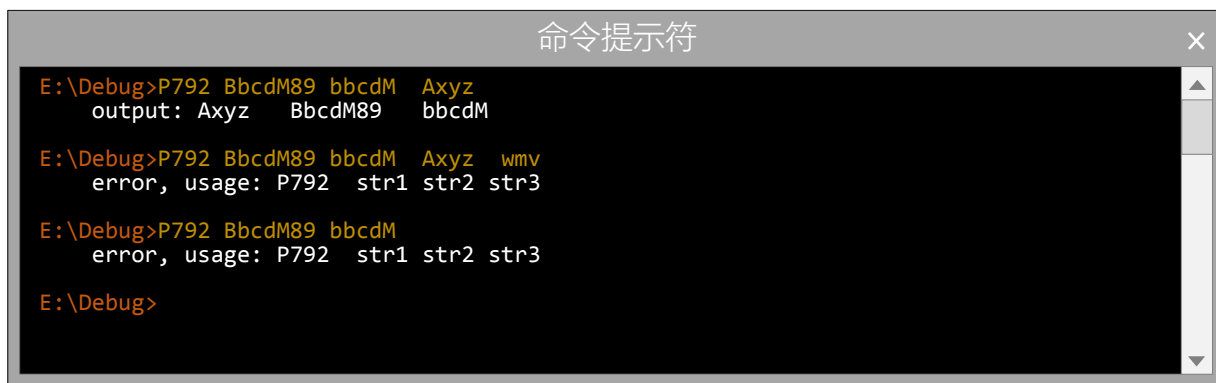 命令提示符
E:\Debug>P792 BbcdM89 bbcdM  Axyz
    output: Axyz   BbcdM89   bbcdM
E:\Debug>P792 BbcdM89 bbcdM  Axyz  wmv
    error, usage: P792  str1 str2 str3
E:\Debug>P792 BbcdM89 bbcdM
    error, usage: P792  str1 str2 str3
E:\Debug>